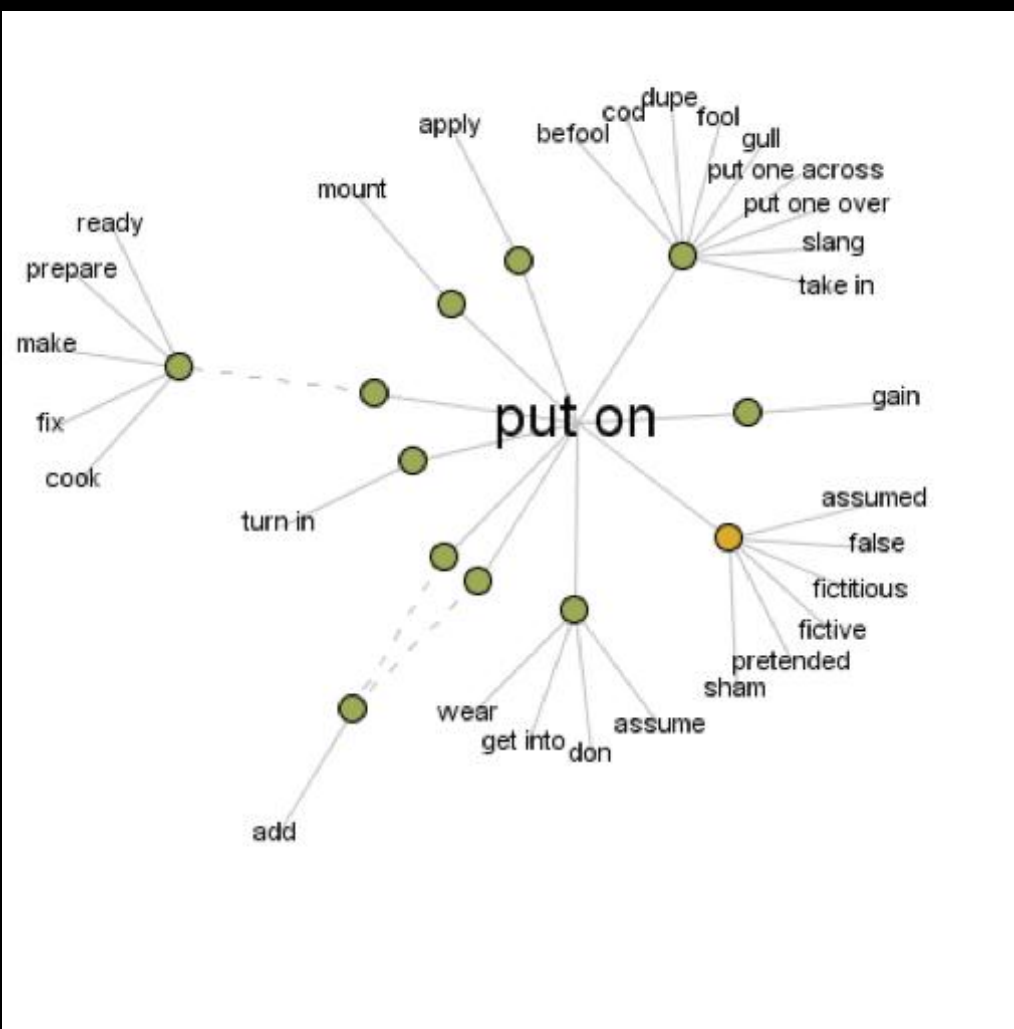 dupe
cod
fool
apply
befool
gull
put one across
mount
put one over
ready
slang
prepare
take in
make
gain
put on
fix
cook
assumed
turn in
false
fictitious
fictive
pretended
sham
wear
assume
get into
don
add